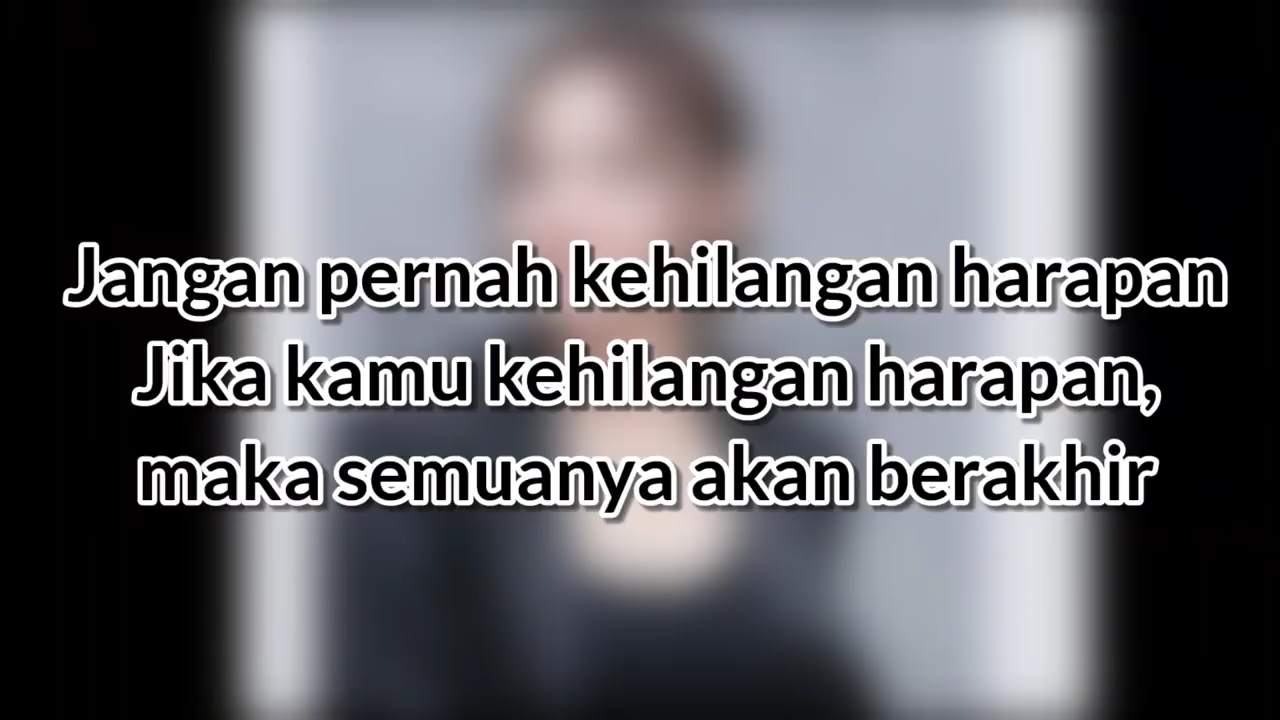 Jangan pernah kehilangan harapan
Jika kamu kehilangan harapan,
maka semuanya akan berakhir